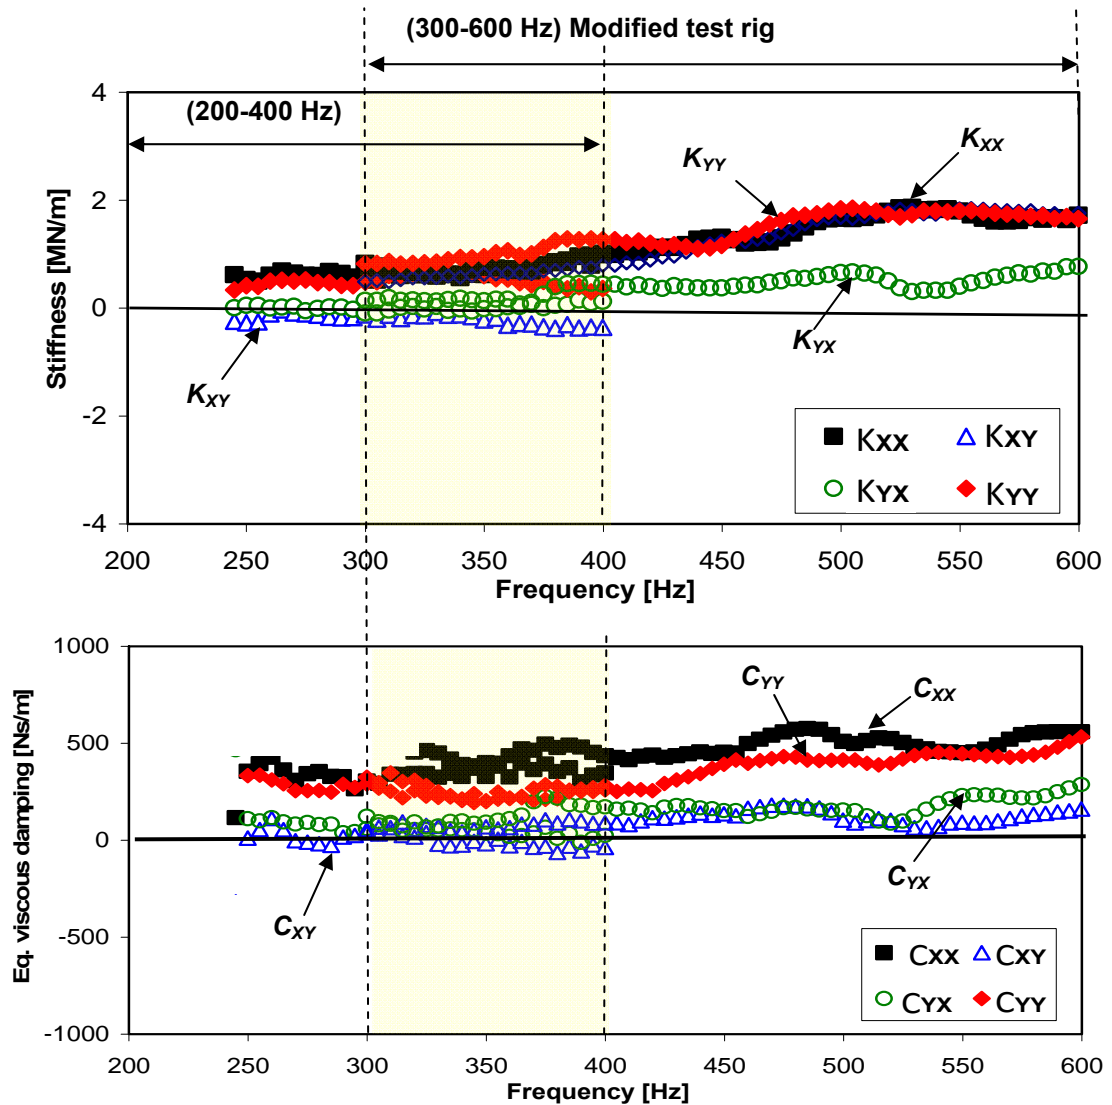 (300-600 Hz) Modified test rig
(200-400 Hz)
4
2
0
-2
-4
Stiffness [MN/m]
KYY
KXX
KYX
KXY
KXX KXY
KYX KYY
200 250 300 350 400 450 500 550 600
Frequency [Hz]
1000
500
0
-500
-1000
Eq. viscous damping [Ns/m]
CYY
CXX
CYX
CXY
CXX CXY
CYX CYY
200 250 300 350 400 450 500 550 600
Frequency [Hz]